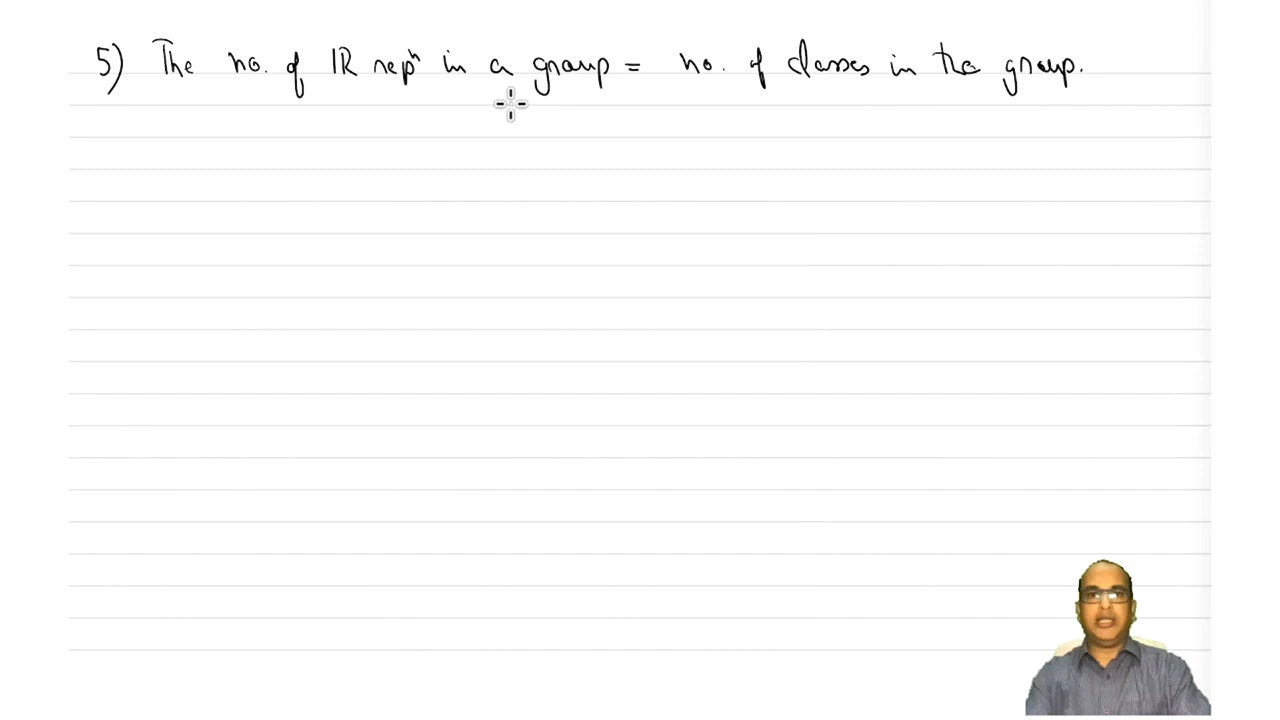 5) The no. of IR repⁿ in a group = no. of classes in the group.